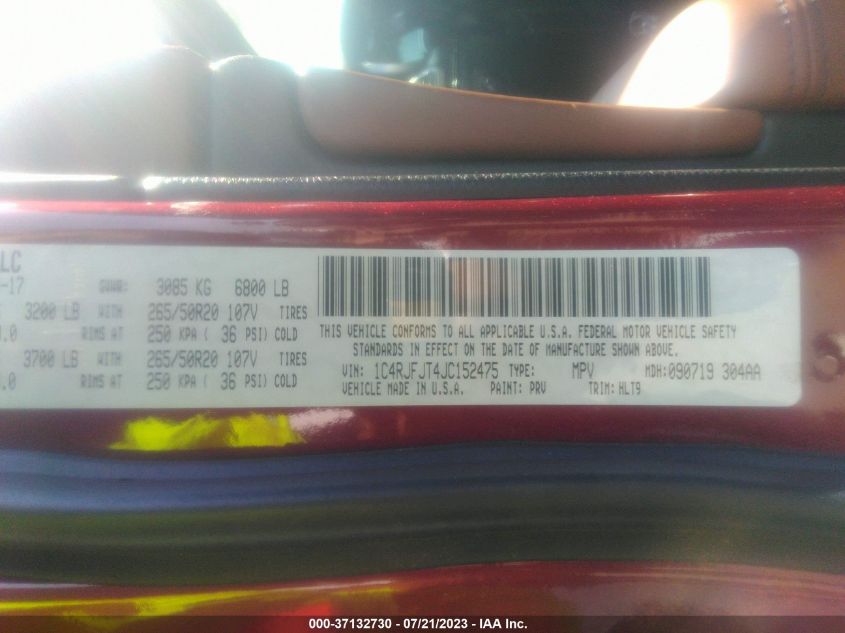 LC
-17 GVWR: 3085 KG 6800 LB
3200 LB WITH 265/50R20 107V TIRES
.0 RIMS AT 250 KPA ( 36 PSI) COLD
3700 LB WITH 265/50R20 107V TIRES
.0 RIMS AT 250 KPA ( 36 PSI) COLD
THIS VEHICLE CONFORMS TO ALL APPLICABLE U.S.A. FEDERAL MOTOR VEHICLE SAFETY
STANDARDS IN EFFECT ON THE DATE OF MANUFACTURE SHOWN ABOVE.
VIN: 1C4RJFJT4JC152475 TYPE: MPV MDH:090719 304AA
VEHICLE MADE IN U.S.A. PAINT: PRV TRIM: HLT9
000-37132730 - 07/21/2023 - IAA Inc.